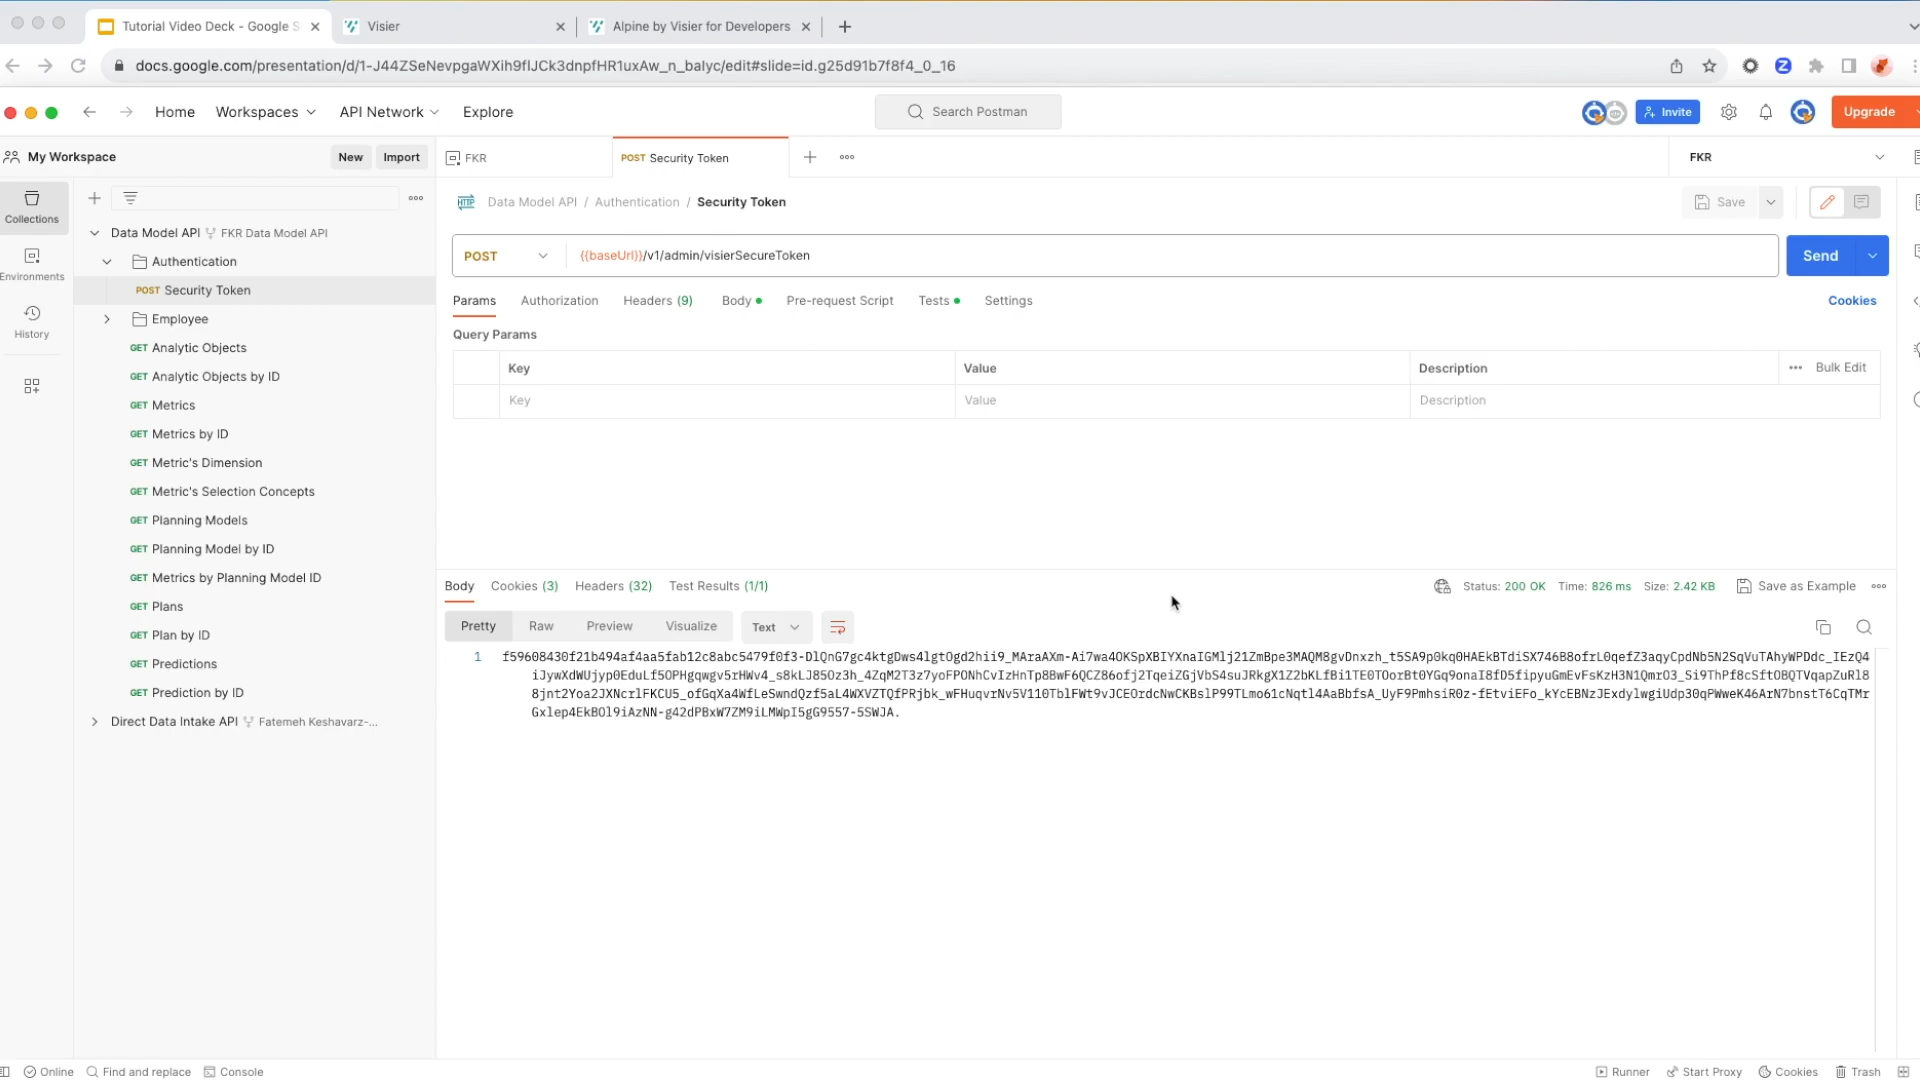 Tutorial Video Deck - Google S
Visier
Alpine by Visier for Developers
docs.google.com/presentation/d/1-J44ZSeNevpgaWXih9fIJCk3dnpfHR1uxAw_n_balyc/edit#slide=id.g25d91b7f8f4_0_16
Home
Workspaces
API Network
Explore
Search Postman
Invite
Upgrade
My Workspace
New
Import
FKR
POST Security Token
FKR
Collections
Environments
History
Data Model API FKR Data Model API
Authentication
POST Security Token
Employee
GET Analytic Objects
GET Analytic Objects by ID
GET Metrics
GET Metrics by ID
GET Metric's Dimension
GET Metric's Selection Concepts
GET Planning Models
GET Planning Model by ID
GET Metrics by Planning Model ID
GET Plans
GET Plan by ID
GET Predictions
GET Prediction by ID
Direct Data Intake API Fatemeh Keshavarz-...
HTTP Data Model API / Authentication / Security Token
Save
POST {{baseUrl}}/v1/admin/visierSecureToken
Send
Params Authorization Headers (9) Body Pre-request Script Tests Settings
Cookies
Query Params
Key Value Description Bulk Edit
Key Value Description
Body Cookies (3) Headers (32) Test Results (1/1)
Status: 200 OK Time: 826 ms Size: 2.42 KB Save as Example
Pretty Raw Preview Visualize Text
1
Online Find and replace Console
Runner Start Proxy Cookies Trash